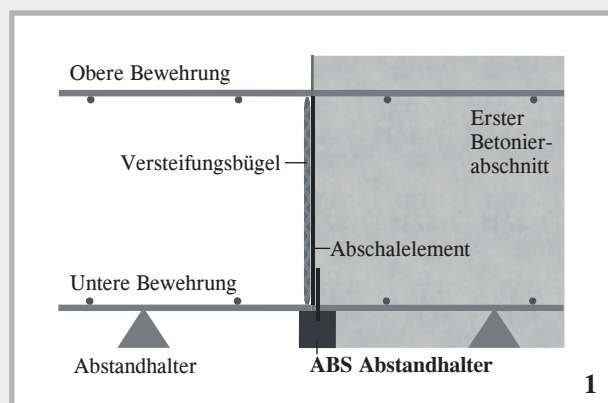 Obere Bewehrung
Erster
Betonier-
abschnitt
Versteifungsbügel
Abschalelement
Untere Bewehrung
Abstandhalter
ABS Abstandhalter
1